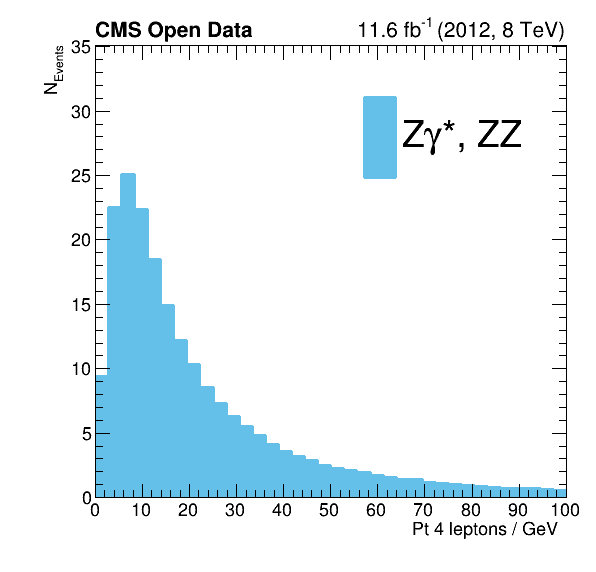 CMS Open Data
11.6 fb⁻¹ (2012, 8 TeV)
N_Events
35
30
25
20
15
10
5
0
Zγ*, ZZ
0 10 20 30 40 50 60 70 80 90 100
Pt 4 leptons / GeV